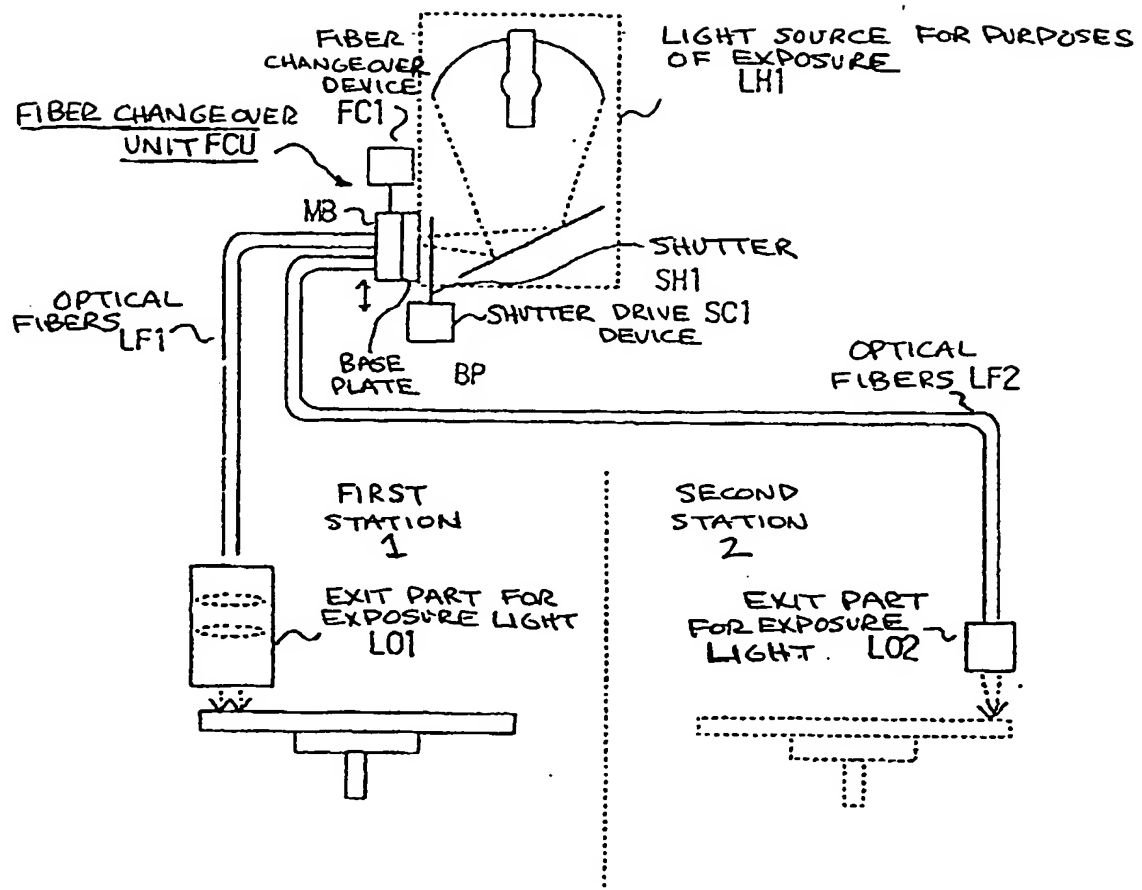 FIBER
CHANGEOVER
DEVICE
FC1
LIGHT SOURCE FOR PURPOSES
OF EXPOSURE
LH1
FIBER CHANGEOVER
UNIT FCU
MB
SHUTTER
SH1
SHUTTER DRIVE SC1
DEVICE
OPTICAL
FIBERS
LF1
BASE
PLATE
BP
OPTICAL
FIBERS LF2
FIRST
STATION
1
SECOND
STATION
2
EXIT PART FOR
EXPOSURE LIGHT
LO1
EXIT PART
FOR EXPOSURE
LIGHT. LO2